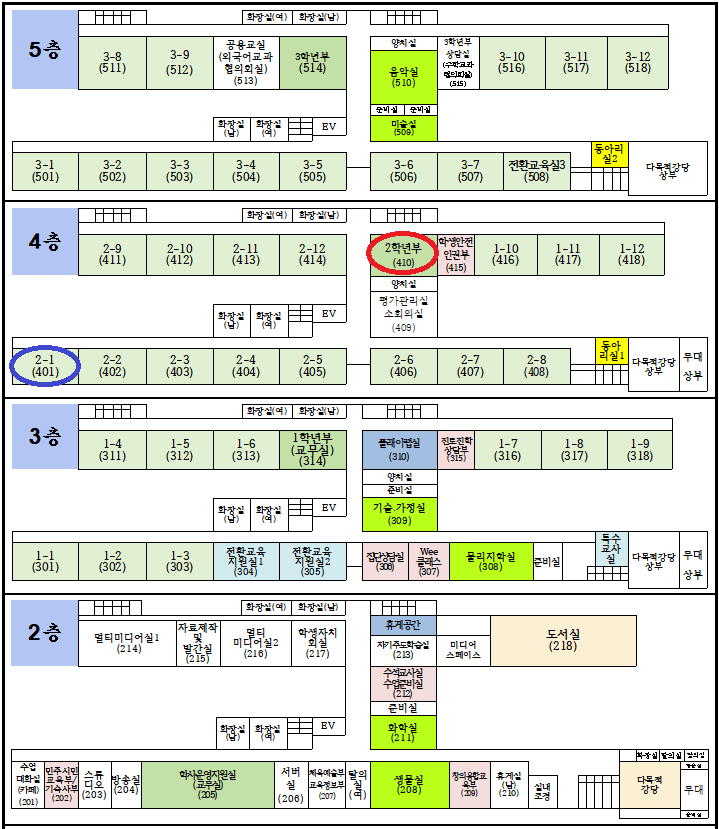 5층
화장실(여) 화장실(남)
3-8
(511)
3-9
(512)
공용교실
(외국어교과
협의회실)
(513)
3학년부
(514)
양치실
음악실
(510)
준비실 준비실
미술실
(509)
3학년부
상담실
(수학교과
협의회실)
(515)
3-10
(516)
3-11
(517)
3-12
(518)
화장실
(남)
화장실
(여)
EV
3-1
(501)
3-2
(502)
3-3
(503)
3-4
(504)
3-5
(505)
3-6
(506)
3-7
(507)
전환교육실3
(508)
동아리
실2
다목적강당
상부
4층
화장실(여) 화장실(남)
2-9
(411)
2-10
(412)
2-11
(413)
2-12
(414)
2학년부
(410)
학생안전
인권부
(415)
1-10
(416)
1-11
(417)
1-12
(418)
양치실
평가관리실
소회의실
(409)
화장실
(남)
화장실
(여)
2-1
(401)
2-2
(402)
2-3
(403)
2-4
(404)
2-5
(405)
2-6
(406)
2-7
(407)
2-8
(408)
동아
리실1
다목적강당
상부
무대
상부
3층
화장실(여) 화장실(남)
1-4
(311)
1-5
(312)
1-6
(313)
1학년부
(교무실)
(314)
플레이랩실
(310)
진로진학
상담부
(315)
1-7
(316)
1-8
(317)
1-9
(318)
양치실
준비실
기술.가정실
(309)
화장실
(남)
화장실
(여)
EV
1-1
(301)
1-2
(302)
1-3
(303)
전환교육
지원실1
(304)
전환교육
지원실2
(305)
집단상담실
(306)
Wee
클래스
(307)
물리지학실
(308)
준비실
특수
교사
실
다목적강당
상부
무대
상부
2층
화장실(여) 화장실(남)
멀티미디어실1
(214)
자료제작
및
발간실
(215)
멀티
미디어실2
(216)
학생자치
회실
(217)
휴게공간
자기주도학습실
(213)
미디어
스페이스
도서실
(218)
수석교사실
수업준비실
(212)
준비실
화학실
(211)
화장실
(남)
화장실
(여)
EV
수업
대화실
(카페)
(201)
민주시민
교육부/
기숙사부
(202)
스튜
디오
(203)
방송실
(204)
학사운영지원실
(교무실)
(205)
서버
실
(206)
체육예술부
교육정보부
(207)
탈의
실
(여)
생물실
(208)
창의융합교
육부
(209)
휴게실
(남)
(210)
실내
조경
화장실 탈의실
다목적
강당
무대